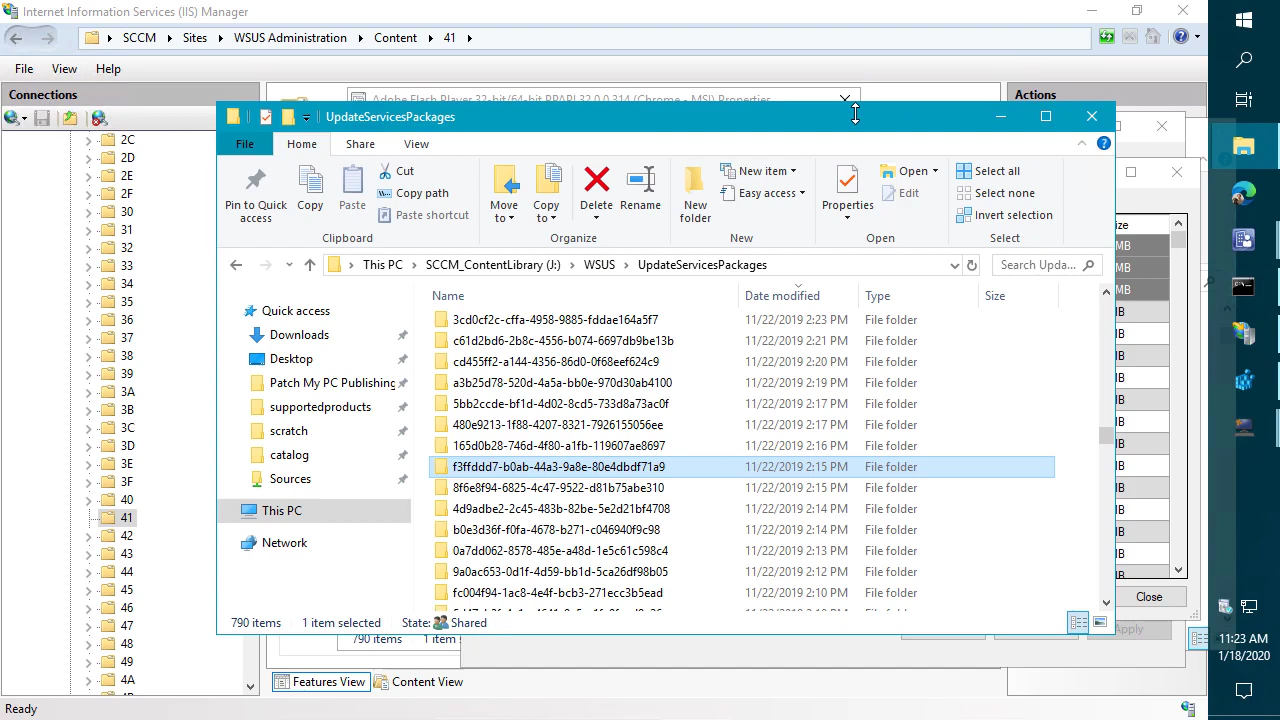 Internet Information Services (IIS) Manager
SCCM Sites WSUS Administration Content 41
File View Help
Connections
Actions
2C
2D
2E
2F
30
31
32
33
34
35
36
37
38
39
3A
3B
3C
3D
3E
3F
40
41
42
43
44
45
46
47
48
49
4A
Adobe Flash Player 32-bit/64-bit PPAPI 32.0.0.314 (Chrome - MSI) Properties
UpdateServicesPackages
File Home Share View
Pin to Quick access
Copy
Paste
Cut
Copy path
Paste shortcut
Clipboard
Move to
Copy to
Delete
Rename
Organize
New folder
New item
Easy access
New
Properties
Open
Edit
Open
Select all
Select none
Invert selection
Select
This PC SCCM_ContentLibrary (J:) WSUS UpdateServicesPackages
Search Upda...
Quick access
Downloads
Desktop
Patch My PC Publishing
supportedproducts
scratch
catalog
Sources
This PC
Network
Name Date modified Type Size
3cd0cf2c-cffa-4958-9885-fddae164a5f7 11/22/2019 2:23 PM File folder
c61d2bd6-2b8c-4556-b074-6697db9be13b 11/22/2019 2:21 PM File folder
cd455ff2-a144-4356-86d0-0f68eef624c9 11/22/2019 2:20 PM File folder
a3b25d78-520d-4a5a-bb0e-970d30ab4100 11/22/2019 2:19 PM File folder
5bb2ccde-bf1d-4d02-8cd5-733d8a73ac0f 11/22/2019 2:17 PM File folder
480e9213-1f88-4207-8321-7926155056ee 11/22/2019 2:17 PM File folder
165d0b28-746d-4f80-a1fb-119607ae8697 11/22/2019 2:16 PM File folder
f3ffddd7-b0ab-44a3-9a8e-80e4dbdf71a9 11/22/2019 2:15 PM File folder
8f6e8f94-6825-4c47-9522-d81b75abe310 11/22/2019 2:15 PM File folder
4d9adbe2-2c45-483b-82be-5e2d21bf4708 11/22/2019 2:14 PM File folder
b0e3d36f-f0fa-4678-b271-c046940f9c98 11/22/2019 2:14 PM File folder
0a7dd062-8578-485e-a48d-1e5c61c598c4 11/22/2019 2:13 PM File folder
9a0ac653-0d1f-4d59-bb1d-5ca26df98b05 11/22/2019 2:12 PM File folder
fc004f94-1ac8-4e4f-bcb3-271ecc3b5ead 11/22/2019 2:10 PM File folder
790 items 1 item selected State: Shared
790 items 1 item
Close
Apply
Features View Content View
Ready
11:23 AM
1/18/2020